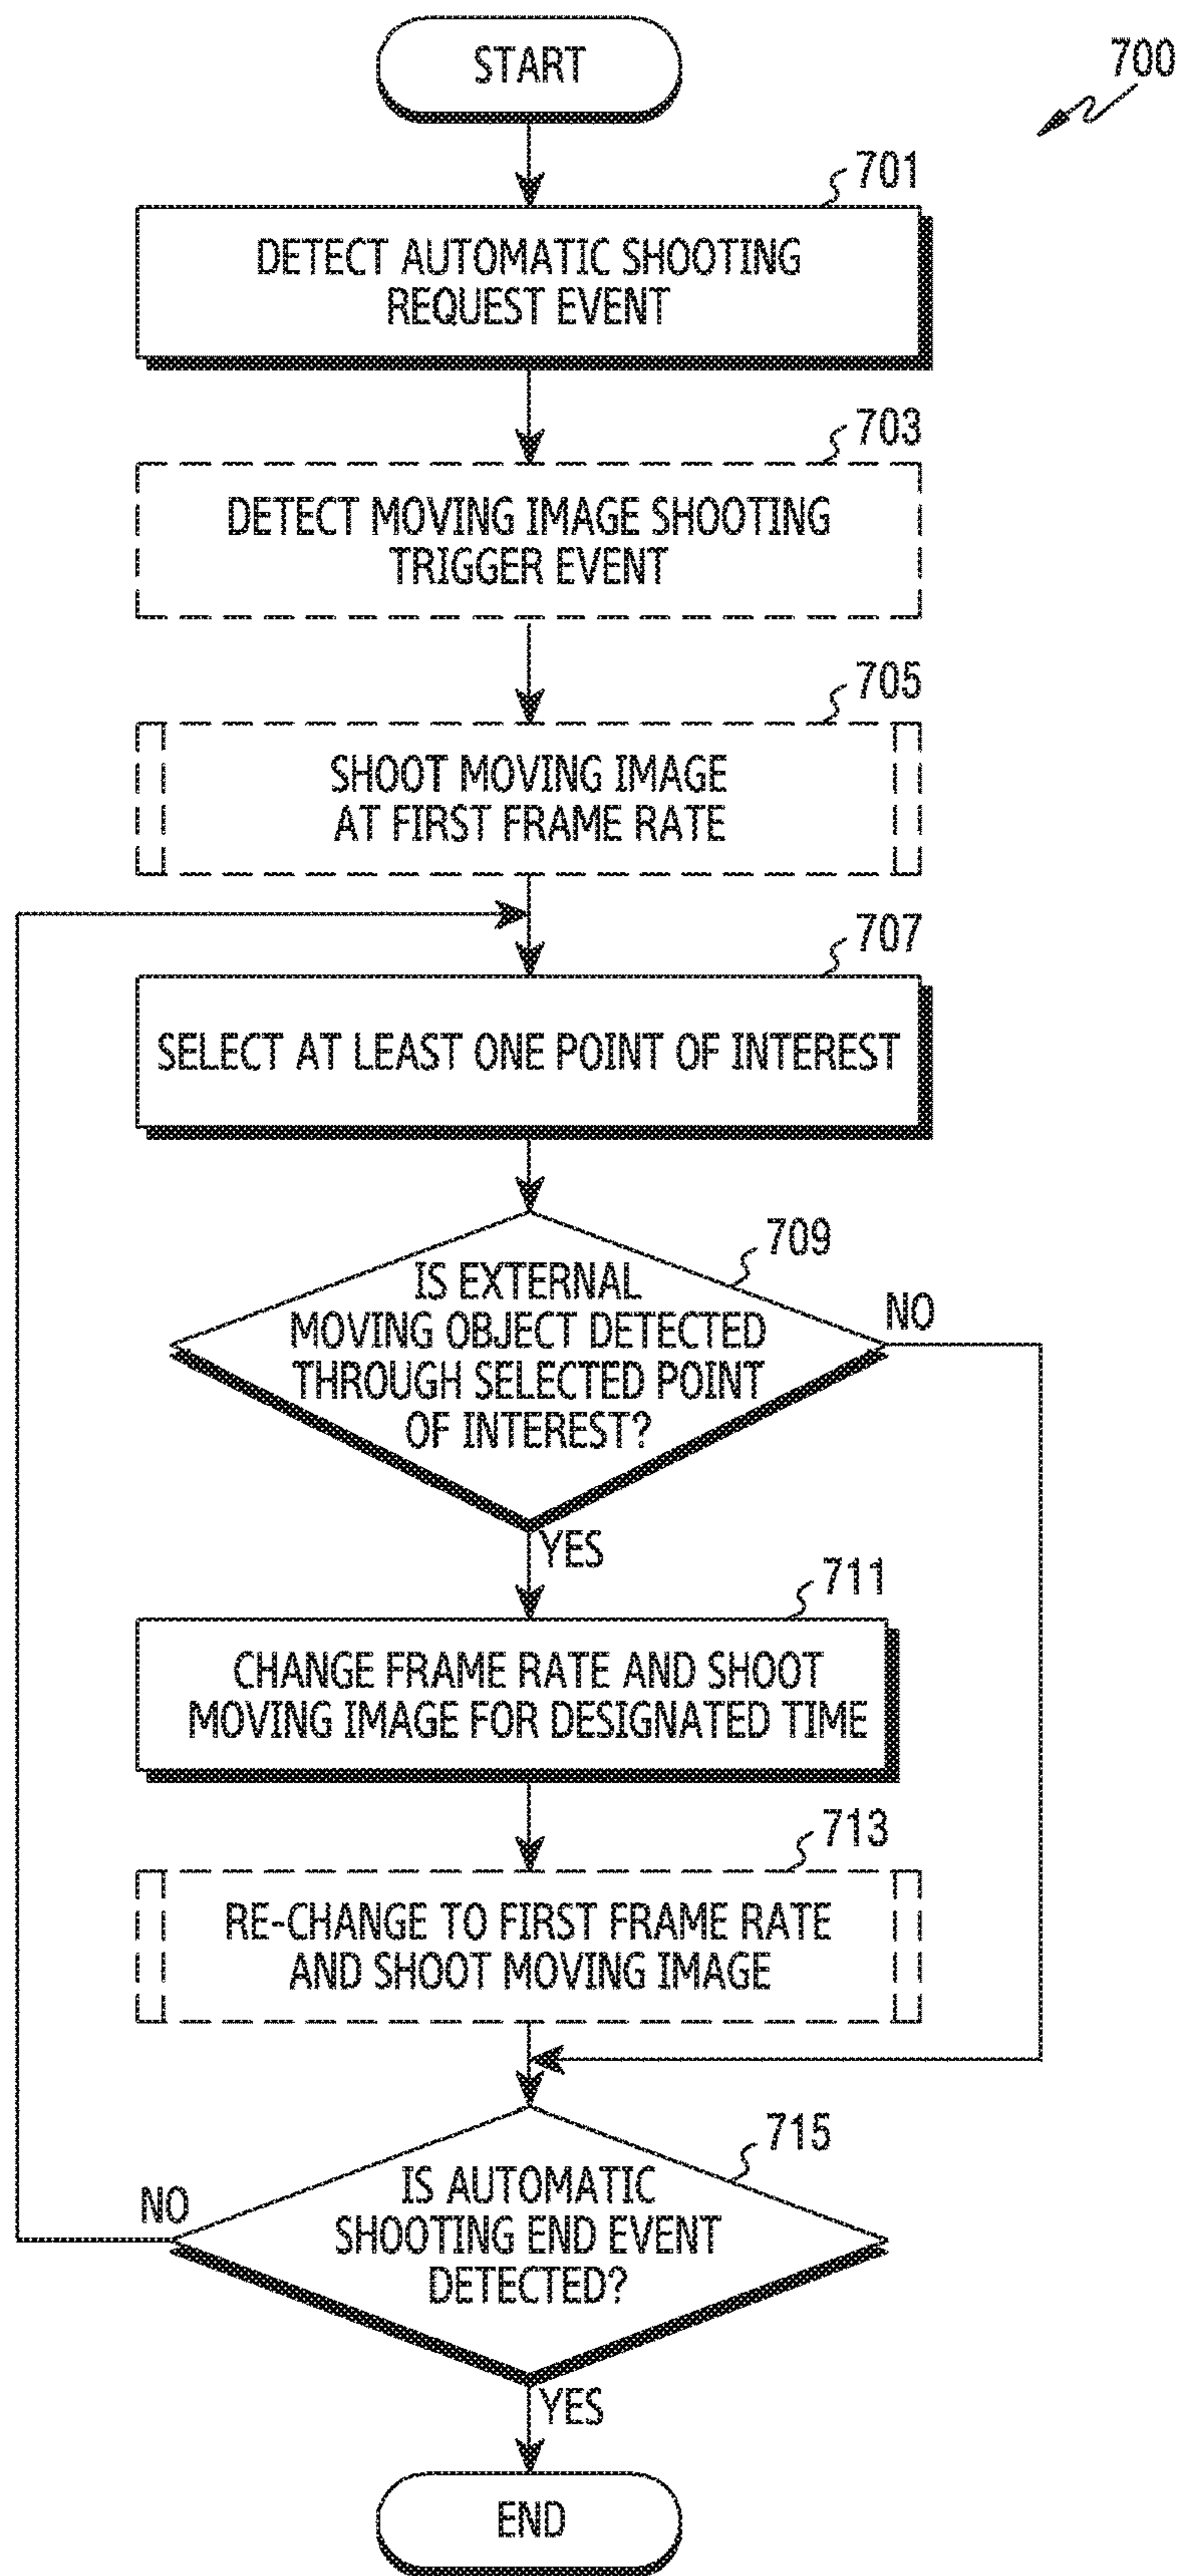 START
700
701
DETECT AUTOMATIC SHOOTING
REQUEST EVENT
703
DETECT MOVING IMAGE SHOOTING
TRIGGER EVENT
705
SHOOT MOVING IMAGE
AT FIRST FRAME RATE
707
SELECT AT LEAST ONE POINT OF INTEREST
709
IS EXTERNAL
MOVING OBJECT DETECTED
THROUGH SELECTED POINT
OF INTEREST?
NO
YES
711
CHANGE FRAME RATE AND SHOOT
MOVING IMAGE FOR DESIGNATED TIME
713
RE-CHANGE TO FIRST FRAME RATE
AND SHOOT MOVING IMAGE
715
IS AUTOMATIC
SHOOTING END EVENT
DETECTED?
NO
YES
END